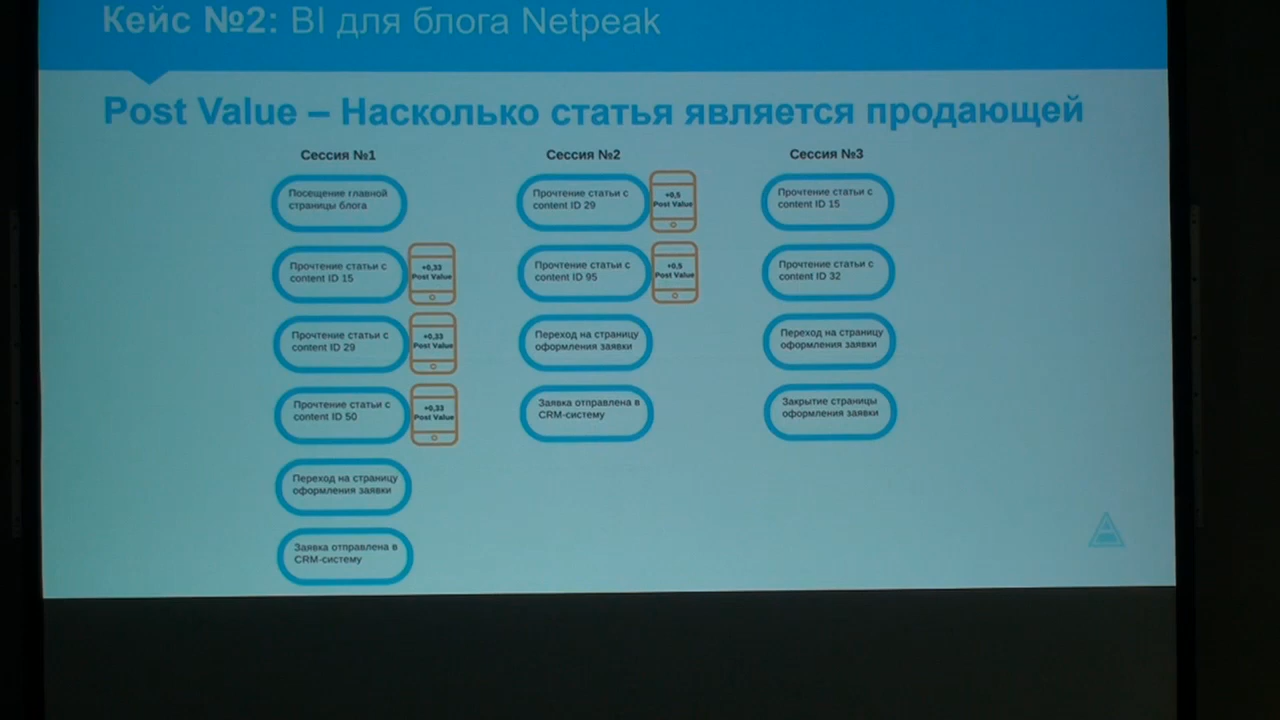 Кейс №2: BI для блога Netpeak
Post Value – Насколько статья является продающей
Сессия №1
Посещение главной
страницы блога
Прочтение статьи с
content ID 15
+0,33
Post Value
Прочтение статьи с
content ID 29
+0,33
Post Value
Прочтение статьи с
content ID 50
+0,33
Post Value
Переход на страницу
оформления заявки
Заявка отправлена в
CRM-систему
Сессия №2
Прочтение статьи с
content ID 29
+0,5
Post Value
Прочтение статьи с
content ID 95
+0,5
Post Value
Переход на страницу
оформления заявки
Заявка отправлена в
CRM-систему
Сессия №3
Прочтение статьи с
content ID 15
Прочтение статьи с
content ID 32
Переход на страницу
оформления заявки
Закрытие страницы
оформления заявки